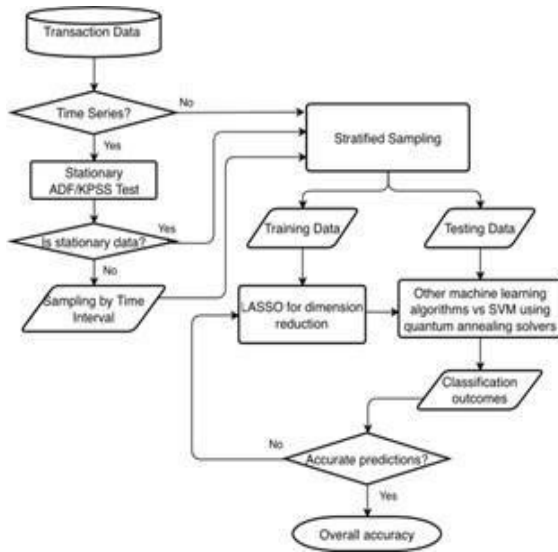 Transaction Data
Time Series?
No
Yes
Stratified Sampling
Stationary
ADF/KPSS Test
Is stationary data?
Yes
No
Training Data
Testing Data
Sampling by Time
Interval
LASSO for dimension
reduction
Other machine learning
algorithms vs SVM using
quantum annealing solvers
Classification
outcomes
No
Accurate predictions?
Yes
Overall accuracy